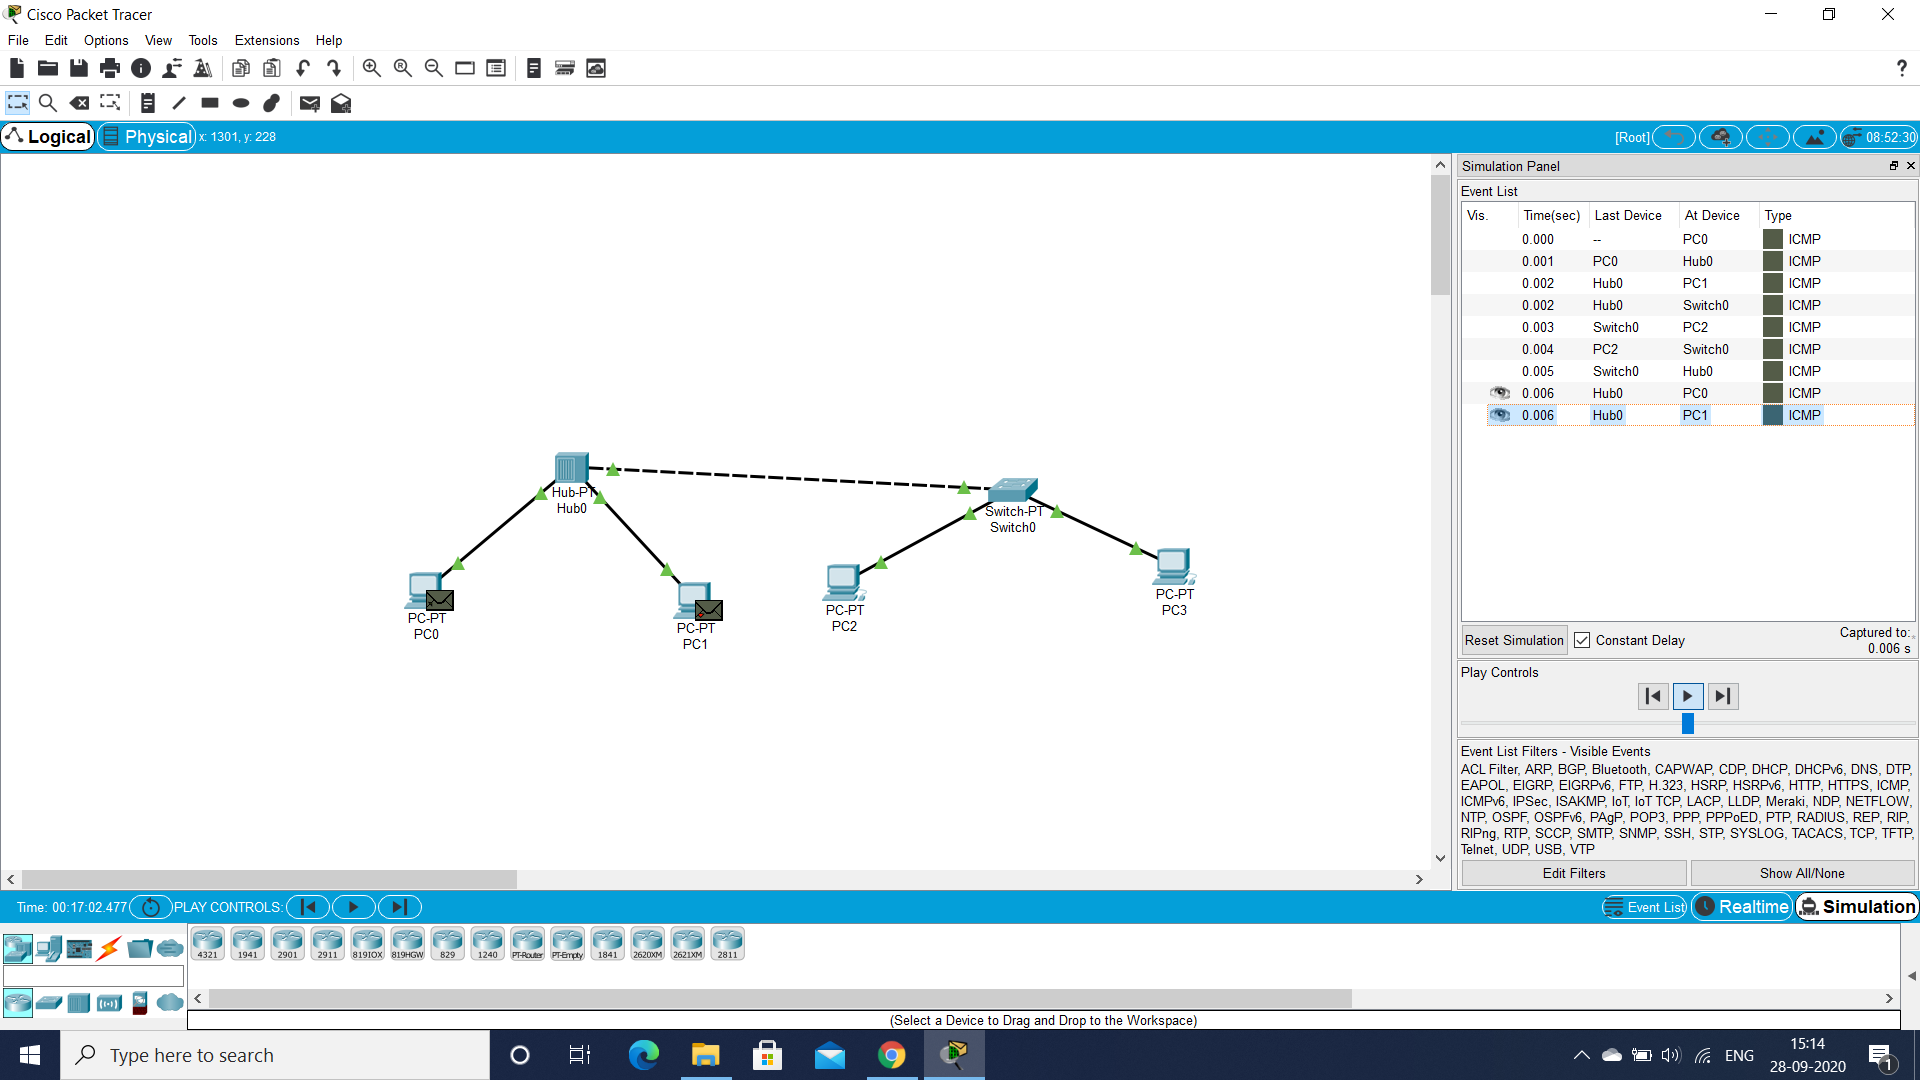 Cisco Packet Tracer
File Edit Options View Tools Extensions Help
Logical Physical x: 1301, y: 228 [Root] 08:52:30
Simulation Panel
Event List
Vis. Time(sec) Last Device At Device Type
0.000 -- PC0 ICMP
0.001 PC0 Hub0 ICMP
0.002 Hub0 PC1 ICMP
0.002 Hub0 Switch0 ICMP
0.003 Switch0 PC2 ICMP
0.004 PC2 Switch0 ICMP
0.005 Switch0 Hub0 ICMP
0.006 Hub0 PC0 ICMP
0.006 Hub0 PC1 ICMP
Hub-PT
Hub0
Switch-PT
Switch0
PC-PT
PC0
PC-PT
PC1
PC-PT
PC2
PC-PT
PC3
Reset Simulation Constant Delay
Captured to:
0.006 s
Play Controls
Event List Filters - Visible Events
ACL Filter, ARP, BGP, Bluetooth, CAPWAP, CDP, DHCP, DHCPv6, DNS, DTP,
EAPOL, EIGRP, EIGRPv6, FTP, H.323, HSRP, HSRPv6, HTTP, HTTPS, ICMP,
ICMPv6, IPSec, ISAKMP, IoT, IoT TCP, LACP, LLDP, Meraki, NDP, NETFLOW,
NTP, OSPF, OSPFv6, PAgP, POP3, PPP, PPPoED, PTP, RADIUS, REP, RIP,
RIPng, RTP, SCCP, SMTP, SNMP, SSH, STP, SYSLOG, TACACS, TCP, TFTP,
Telnet, UDP, USB, VTP
Edit Filters Show All/None
Time: 00:17:02.477 PLAY CONTROLS: Event List Realtime Simulation
4321 1941 2901 2911 819IOX 819HGW 829 1240 PT-Router PT-Empty 1841 2620XM 2621XM 2811
(Select a Device to Drag and Drop to the Workspace)
Type here to search
ENG
15:14
28-09-2020
1